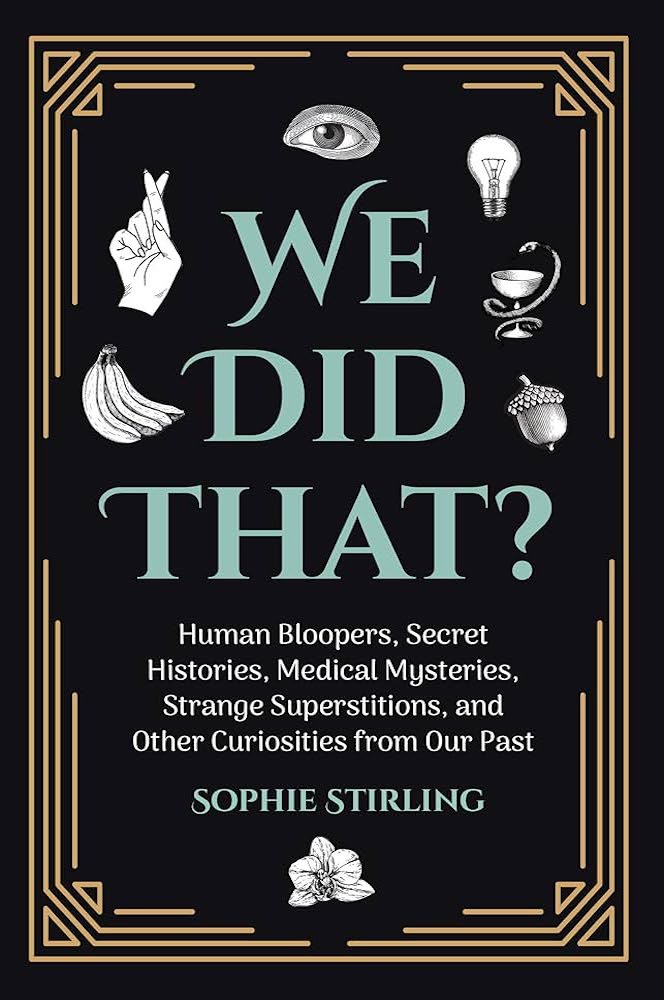 WE
DID
THAT?
Human Bloopers, Secret
Histories, Medical Mysteries,
Strange Superstitions, and
Other Curiosities from Our Past
SOPHIE STIRLING